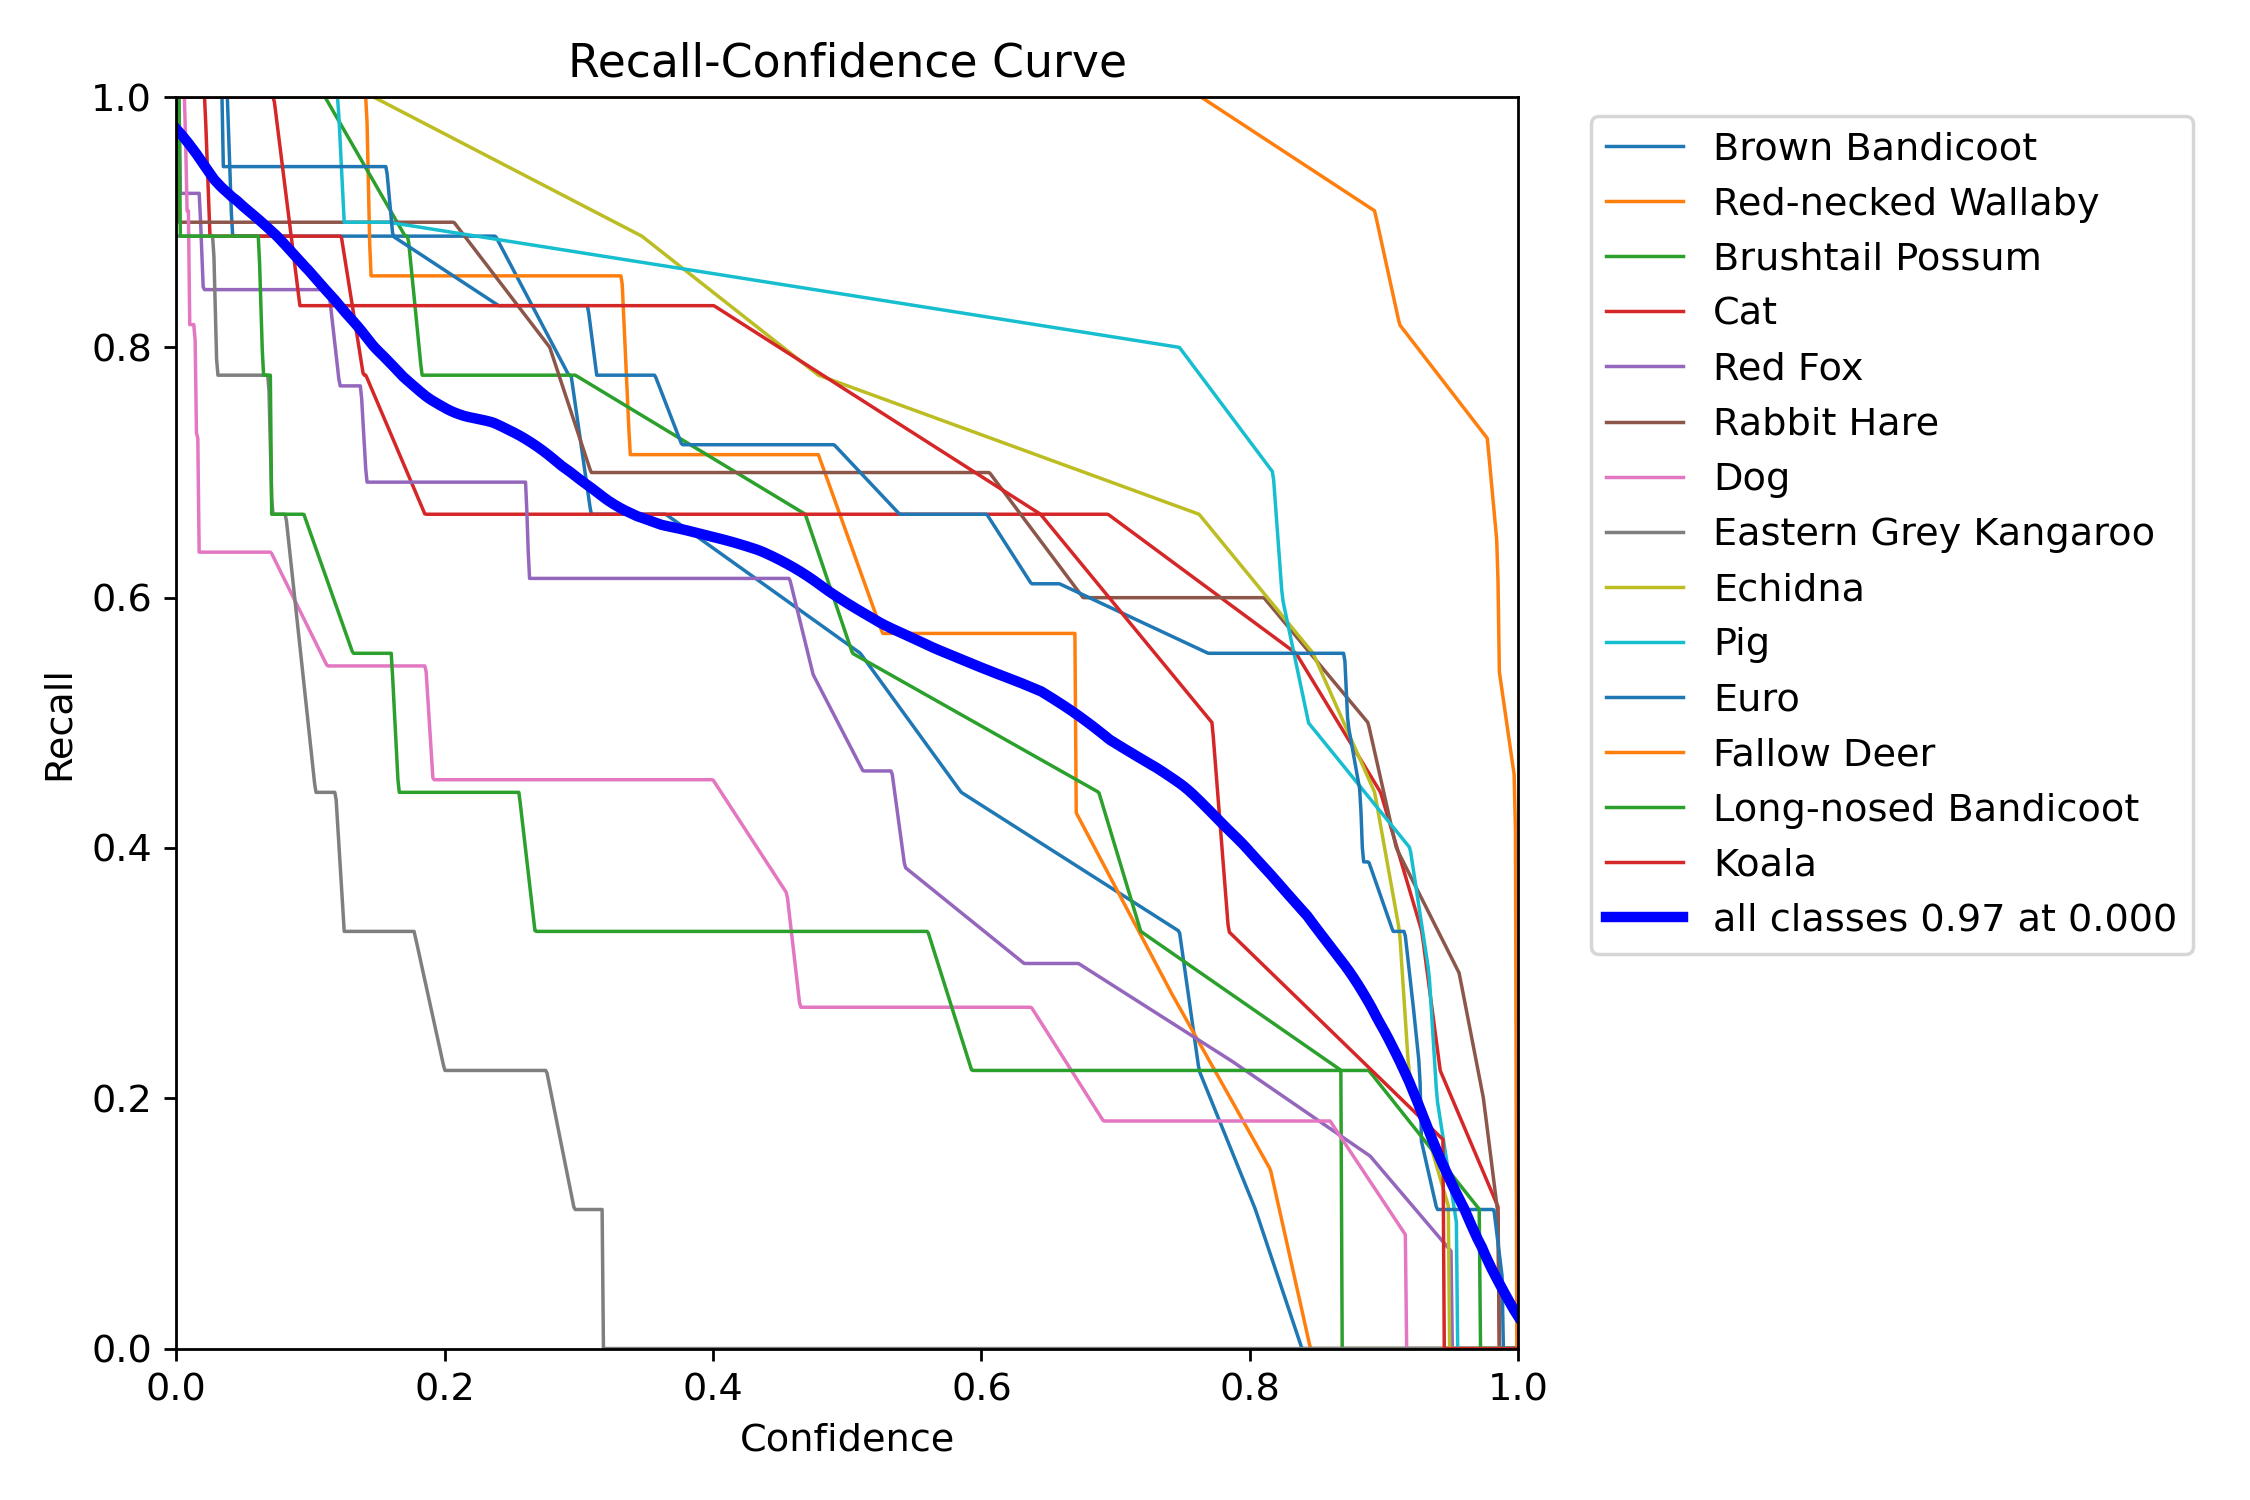 Recall-Confidence Curve
1.0
0.8
0.6
0.4
0.2
0.0
Recall
0.0 0.2 0.4 0.6 0.8 1.0
Confidence
Brown Bandicoot
Red-necked Wallaby
Brushtail Possum
Cat
Red Fox
Rabbit Hare
Dog
Eastern Grey Kangaroo
Echidna
Pig
Euro
Fallow Deer
Long-nosed Bandicoot
Koala
all classes 0.97 at 0.000